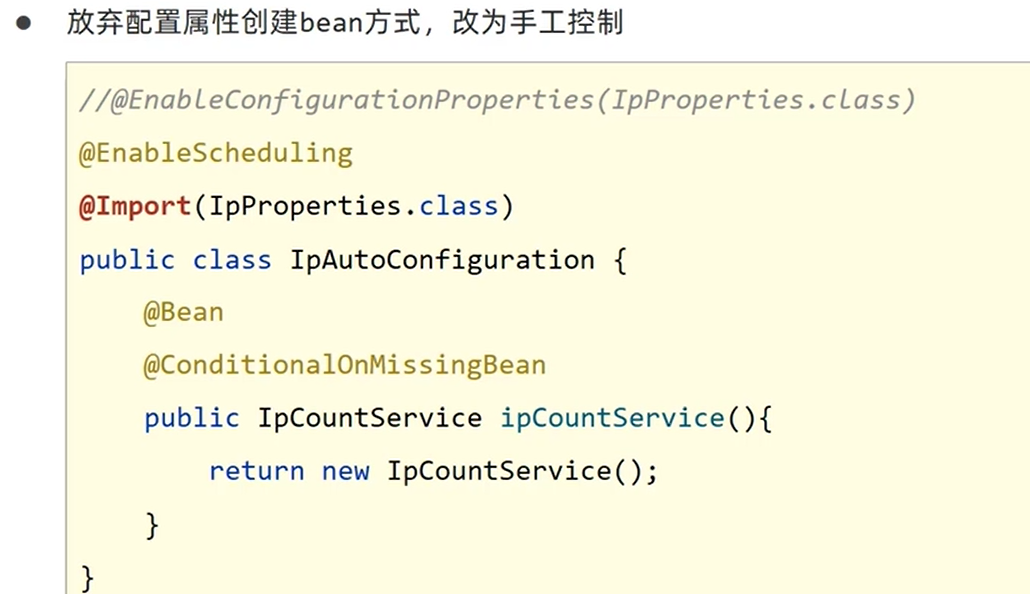 ● 放弃配置属性创建bean方式，改为手工控制
//@EnableConfigurationProperties(IpProperties.class)
@EnableScheduling
@Import(IpProperties.class)
public class IpAutoConfiguration {
    @Bean
    @ConditionalOnMissingBean
    public IpCountService ipCountService(){
        return new IpCountService();
    }
}